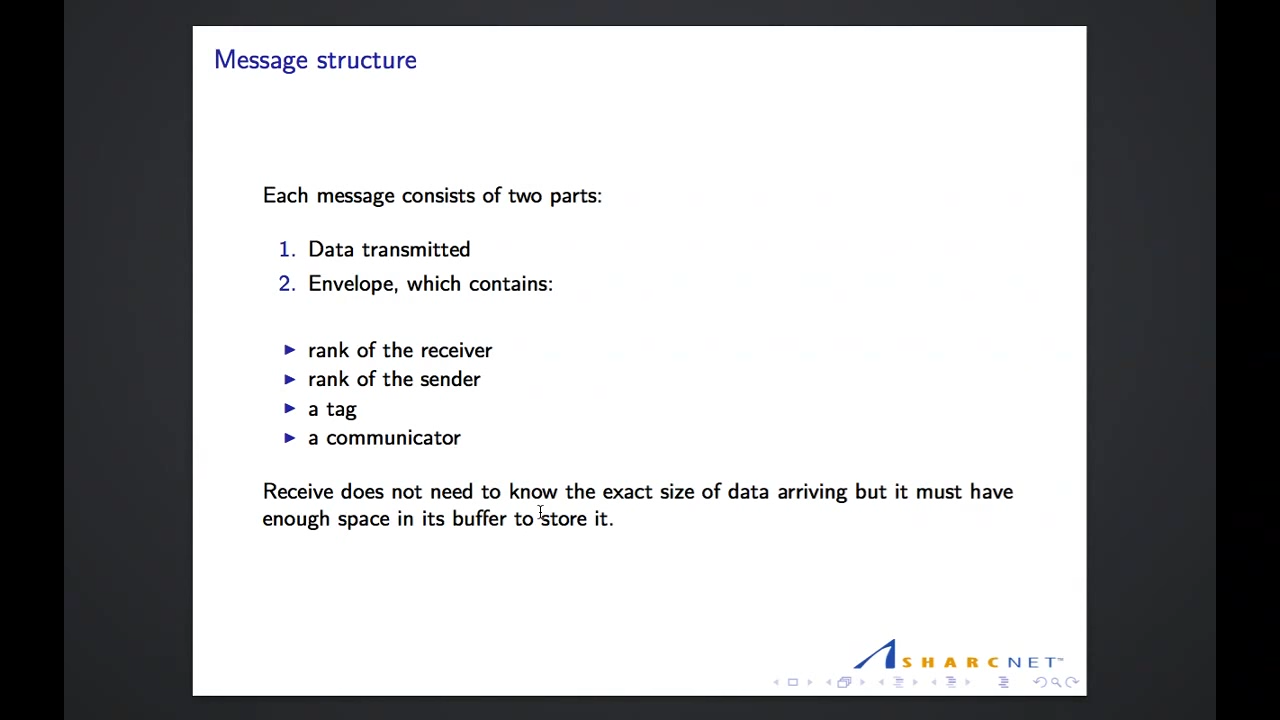 Message structure
Each message consists of two parts:
1. Data transmitted
2. Envelope, which contains:
▶ rank of the receiver
▶ rank of the sender
▶ a tag
▶ a communicator
Receive does not need to know the exact size of data arriving but it must have
enough space in its buffer to store it.
SHARCNET™